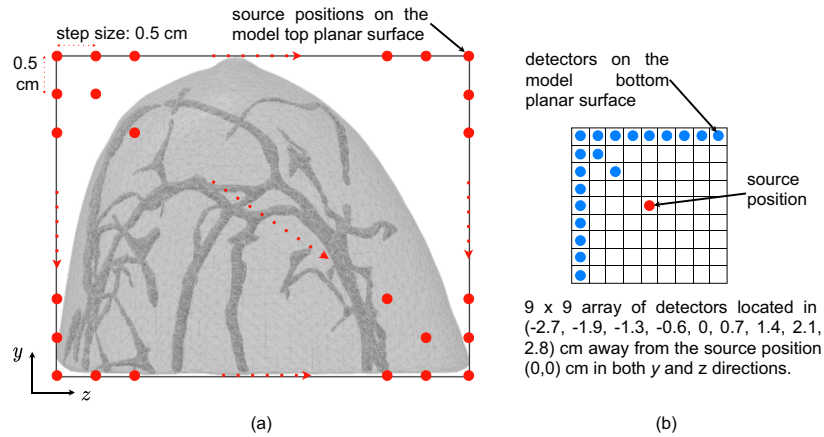 source positions on the
model top planar surface
step size: 0.5 cm
0.5
cm
y
z
(a)
detectors on the
model bottom
planar surface
source
position
9 x 9 array of detectors located in
(-2.7, -1.9, -1.3, -0.6, 0, 0.7, 1.4, 2.1,
2.8) cm away from the source position
(0,0) cm in both y and z directions.
(b)